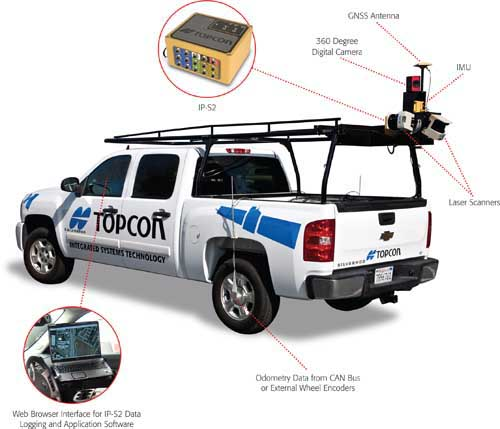 GNSS Antenna
360 Degree
Digital Camera
IMU
TOPCON
IP-S2
Laser Scanners
TOPCON
INTEGRATED SYSTEMS TECHNOLOGY
TOPCON
SILVERADO
Odometry Data from CAN Bus
or External Wheel Encoders
Web Browser Interface for IP-S2 Data
Logging and Application Software